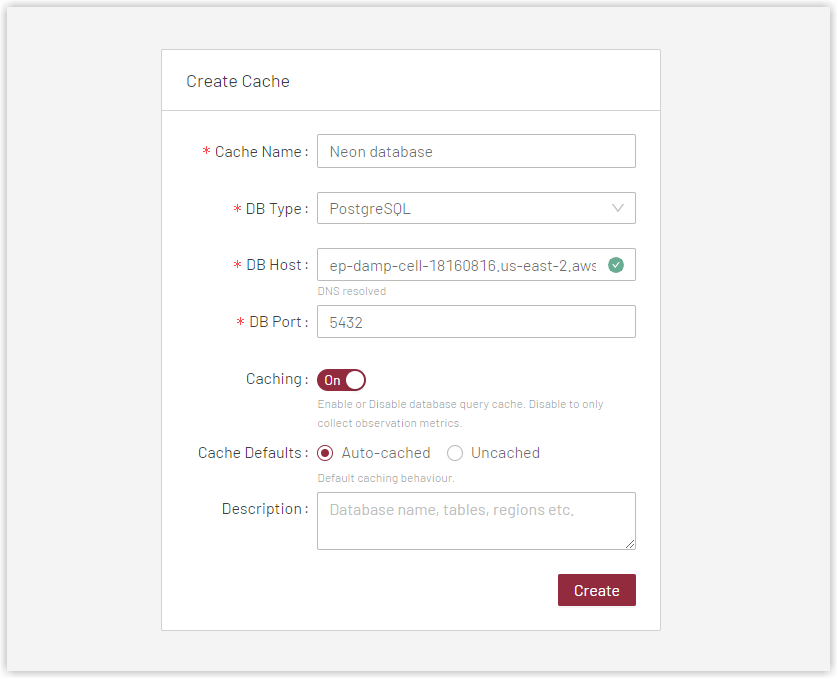 Create Cache
* Cache Name : Neon database
* DB Type : PostgreSQL
* DB Host : ep-damp-cell-18160816.us-east-2.aws
DNS resolved
* DB Port : 5432
Caching : On
Enable or Disable database query cache. Disable to only
collect observation metrics.
Cache Defaults : Auto-cached Uncached
Default caching behaviour.
Description : Database name, tables, regions etc.
Create